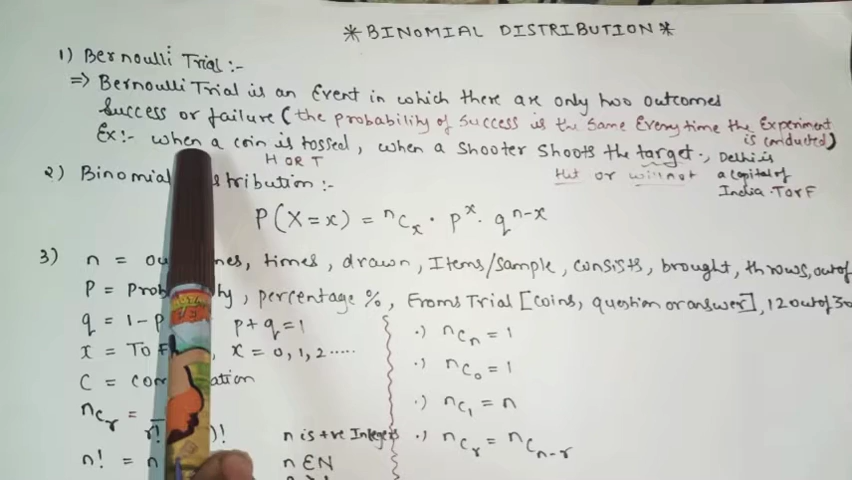 *BINOMIAL DISTRIBUTION*
1) Bernoulli Trial:-
=> Bernoulli Trial is an Event in which there are only two outcomes
Success or failure (the probability of success is the same Every time the Experiment is conducted)
Ex:- when a coin is tossed, when a shooter shoots the target., Delhi is
H OR T
Hit or will not
a capital of
India. T or F
2) Binomial tribution:-
P(X=x) = ⁿCₓ · pˣ · qⁿ⁻ˣ
3) n = times, drawn, Items/sample, consists, brought, throws, out of
P = percentage %, From's Trial [coins, question or answer], 12 out of 30
q = 1-P p+q=1
x = To x = 0,1,2.....
C = ation
ⁿCᵣ =
r! )!
n! = n
n is +ve Integers
n ∈ N
·) ⁿCₙ = 1
·) ⁿC₀ = 1
·) ⁿC₁ = n
·) ⁿCᵣ = ⁿCₙ₋ᵣ